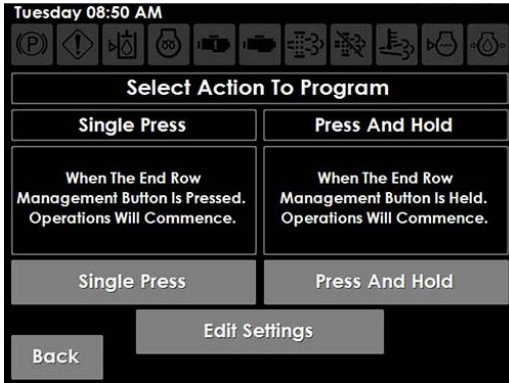 Tuesday 08:50 AM
(P)
Select Action To Program
Single Press
Press And Hold
When The End Row
Management Button Is Pressed.
Operations Will Commence.
When The End Row
Management Button Is Held.
Operations Will Commence.
Single Press
Press And Hold
Edit Settings
Back